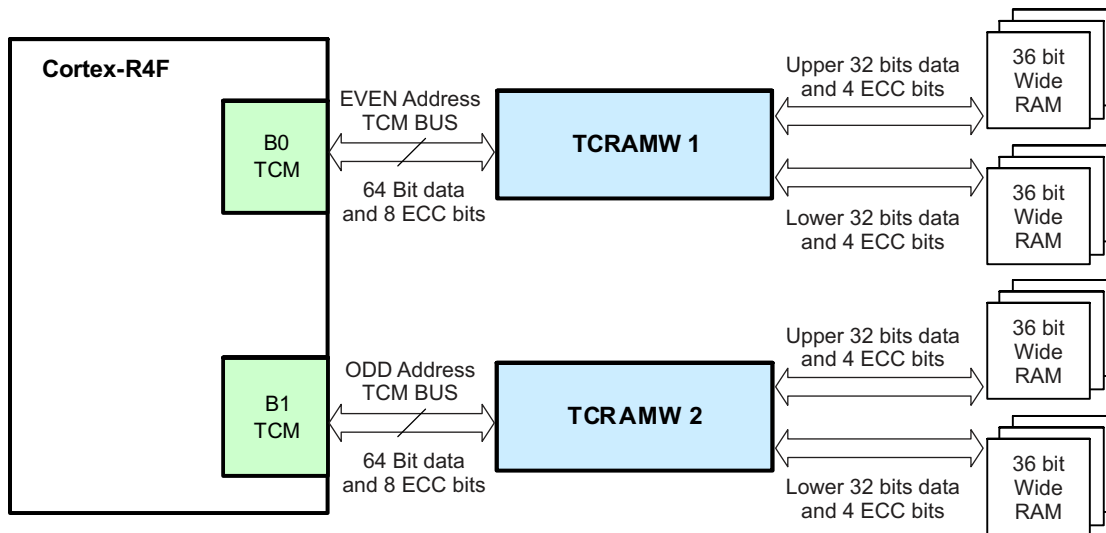 Cortex-R4F
B0
TCM
EVEN Address
TCM BUS
64 Bit data
and 8 ECC bits
TCRAMW 1
Upper 32 bits data
and 4 ECC bits
36 bit
Wide
RAM
Lower 32 bits data
and 4 ECC bits
36 bit
Wide
RAM
B1
TCM
ODD Address
TCM BUS
64 Bit data
and 8 ECC bits
TCRAMW 2
Upper 32 bits data
and 4 ECC bits
36 bit
Wide
RAM
Lower 32 bits data
and 4 ECC bits
36 bit
Wide
RAM